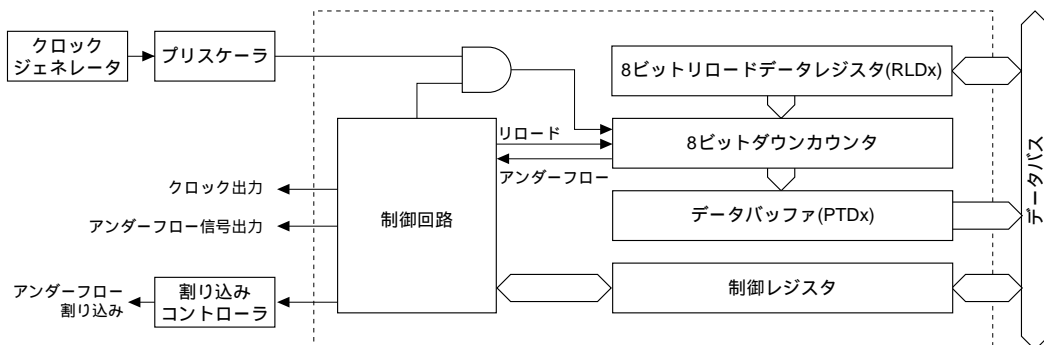 クロック
ジェネレータ
プリスケーラ
8ビットリロードデータレジスタ(RLDx)
リロード
8ビットダウンカウンタ
アンダーフロー
データバス
クロック出力
制御回路
データバッファ(PTDx)
アンダーフロー信号出力
アンダーフロー
割り込み
割り込み
コントローラ
制御レジスタ